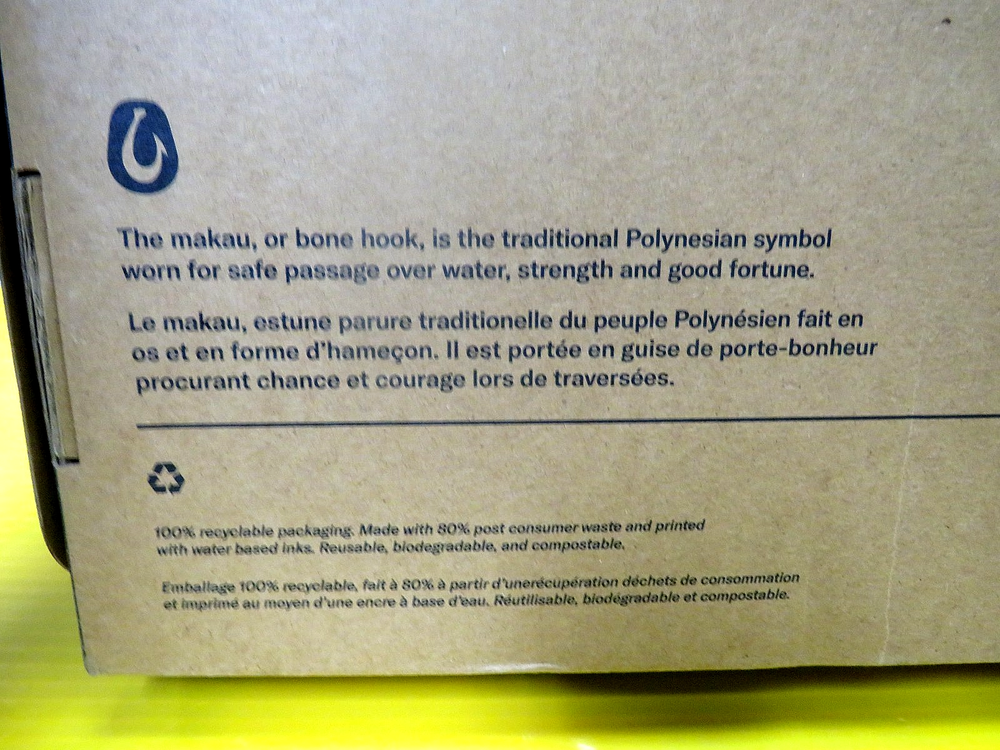 The makau, or bone hook, is the traditional Polynesian symbol
worn for safe passage over water, strength and good fortune.
Le makau, estune parure traditionelle du peuple Polynésien fait en
os et en forme d'hameçon. Il est portée en guise de porte-bonheur
procurant chance et courage lors de traversées.
100% recyclable packaging. Made with 80% post consumer waste and printed
with water based inks. Reusable, biodegradable, and compostable.
Emballage 100% recyclable, fait à 80% à partir d'unerécupération déchets de consommation
et imprimé au moyen d'une encre à base d'eau. Réutilisable, biodégradable et compostable.